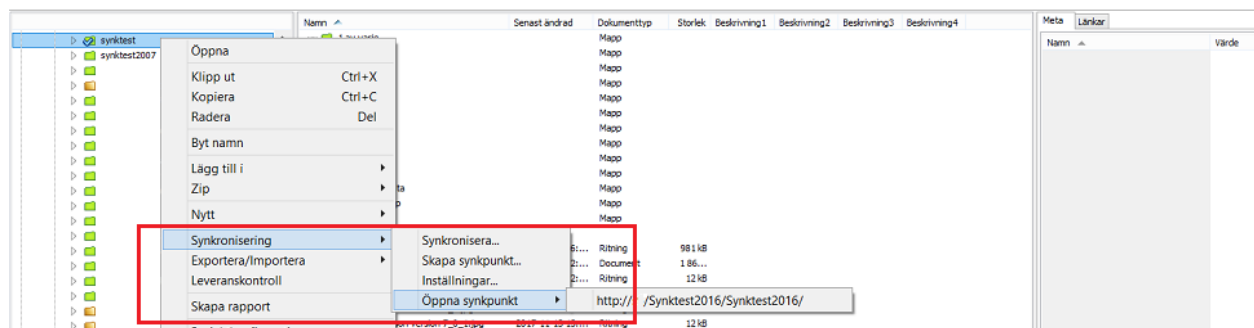 Namn Senast ändrad Dokumenttyp Storlek Beskrivning1 Beskrivning2 Beskrivning3 Beskrivning4 Meta Länkar
Namn Värde
synktest
synktest2007
Mapp
Mapp
Mapp
Mapp
Mapp
Mapp
Mapp
Mapp
Mapp
Mapp
Mapp
Mapp
Mapp
Öppna
Klipp ut Ctrl+X
Kopiera Ctrl+C
Radera Del
Byt namn
Lägg till i
Zip
Nytt
Synkronisering
Exportera/Importera
Leveranskontroll
Skapa rapport
Synkronisera...
Skapa synkpunkt...
Inställningar...
Öppna synkpunkt
http:// /Synktest2016/Synktest2016/
Ritning 981 kB
Document 186...
Ritning 12 kB
12 kB